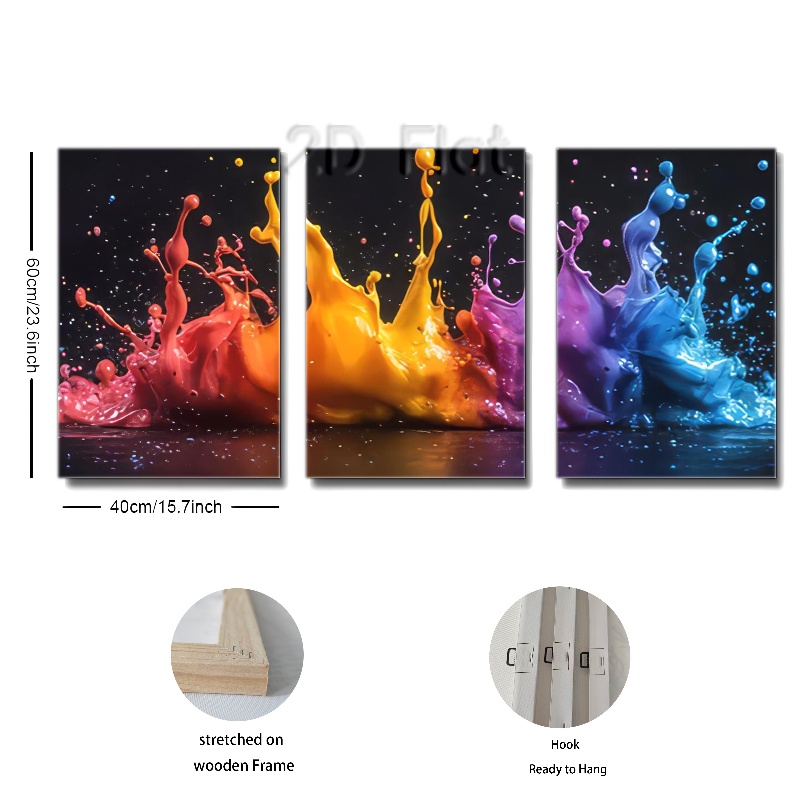 2D Flat
60cm/23.6inch
40cm/15.7inch
stretched on
wooden Frame
Hook
Ready to Hang